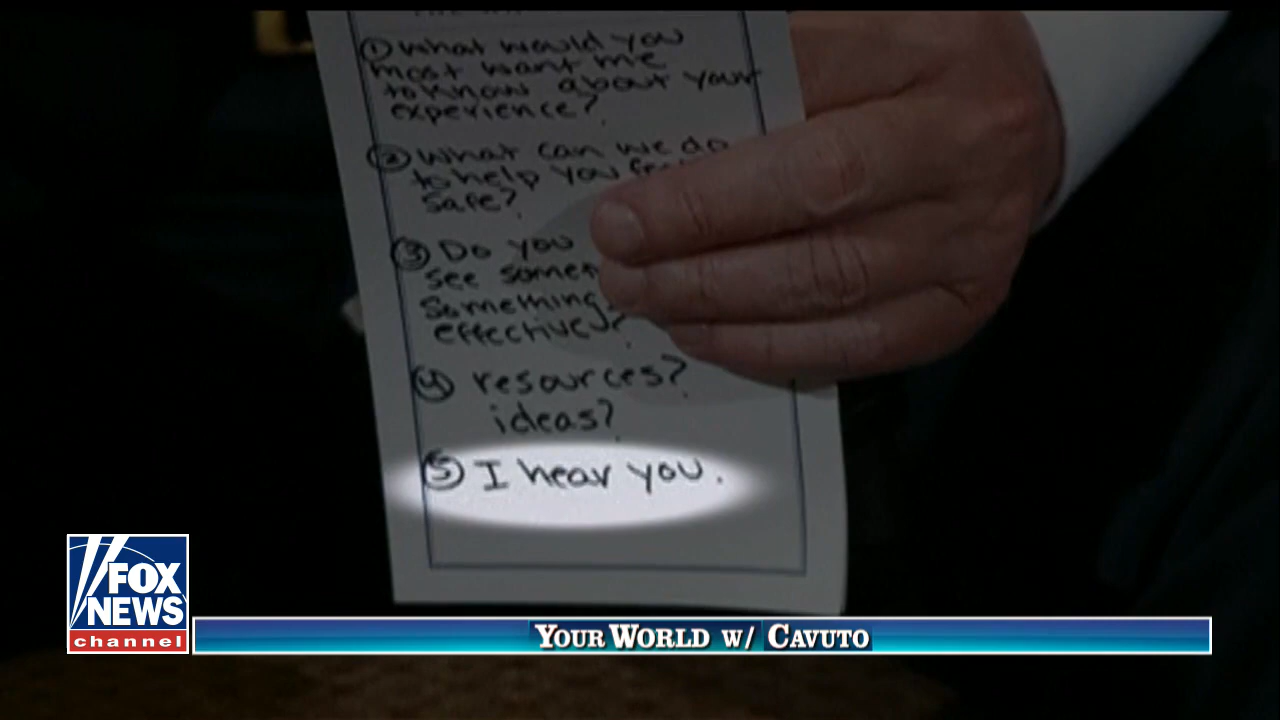 ① What would you
most want me
to know about your
experience?
② What can we do
to help you
safe?
③ Do you
see
something
effective?
④ resources?
ideas?
⑤ I hear you.
FOX
NEWS
channel
YOUR WORLD W/ CAVUTO